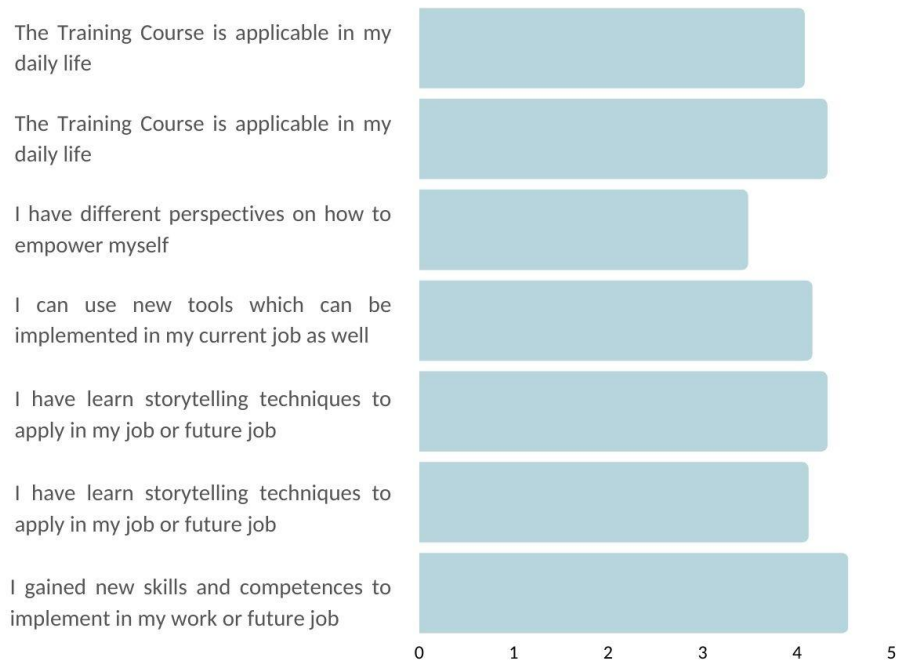 The Training Course is applicable in my
daily life
The Training Course is applicable in my
daily life
I have different perspectives on how to
empower myself
I can use new tools which can be
implemented in my current job as well
I have learn storytelling techniques to
apply in my job or future job
I have learn storytelling techniques to
apply in my job or future job
I gained new skills and competences to
implement in my work or future job
0 1 2 3 4 5